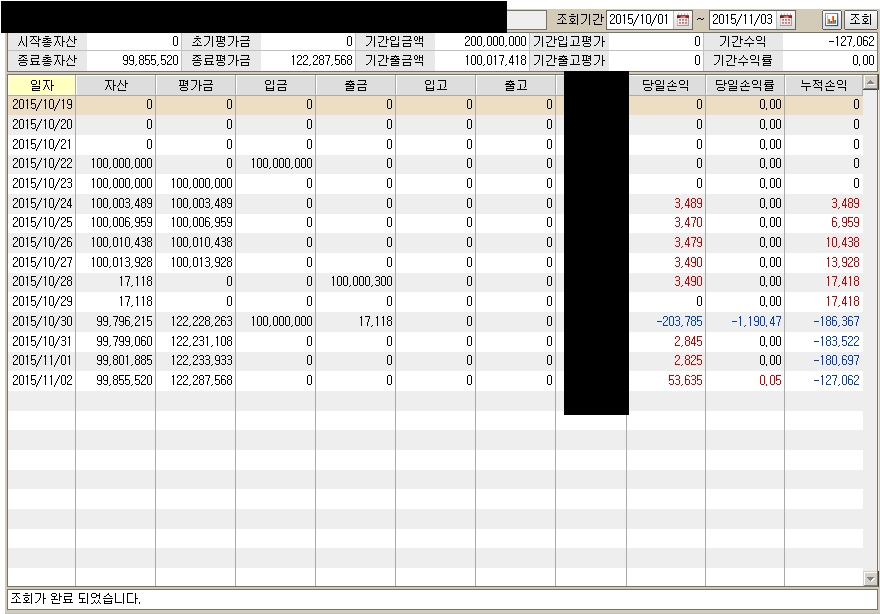 조회기간 2015/10/01 ~ 2015/11/03 조회
시작총자산 0 초기평가금 0 기간입금액 200,000,000 기간입고평가 0 기간수익 -127,062
종료총자산 99,855,520 종료평가금 122,287,568 기간출금액 100,017,418 기간출고평가 0 기간수익률 0,00
일자 자산 평가금 입금 출금 입고 출고 당일손익 당일손익률 누적손익
2015/10/19 0 0 0 0 0 0 0 0,00 0
2015/10/20 0 0 0 0 0 0 0 0,00 0
2015/10/21 0 0 0 0 0 0 0 0,00 0
2015/10/22 100,000,000 0 100,000,000 0 0 0 0 0,00 0
2015/10/23 100,000,000 100,000,000 0 0 0 0 0 0,00 0
2015/10/24 100,003,489 100,003,489 0 0 0 0 3,489 0,00 3,489
2015/10/25 100,006,959 100,006,959 0 0 0 0 3,470 0,00 6,959
2015/10/26 100,010,438 100,010,438 0 0 0 0 3,479 0,00 10,438
2015/10/27 100,013,928 100,013,928 0 0 0 0 3,490 0,00 13,928
2015/10/28 17,118 0 0 100,000,300 0 0 3,490 0,00 17,418
2015/10/29 17,118 0 0 0 0 0 0 0,00 17,418
2015/10/30 99,796,215 122,228,263 100,000,000 17,118 0 0 -203,785 -1,190,47 -186,367
2015/10/31 99,799,060 122,231,108 0 0 0 0 2,845 0,00 -183,522
2015/11/01 99,801,885 122,233,933 0 0 0 0 2,825 0,00 -180,697
2015/11/02 99,855,520 122,287,568 0 0 0 0 53,635 0,05 -127,062
조회가 완료 되었습니다.